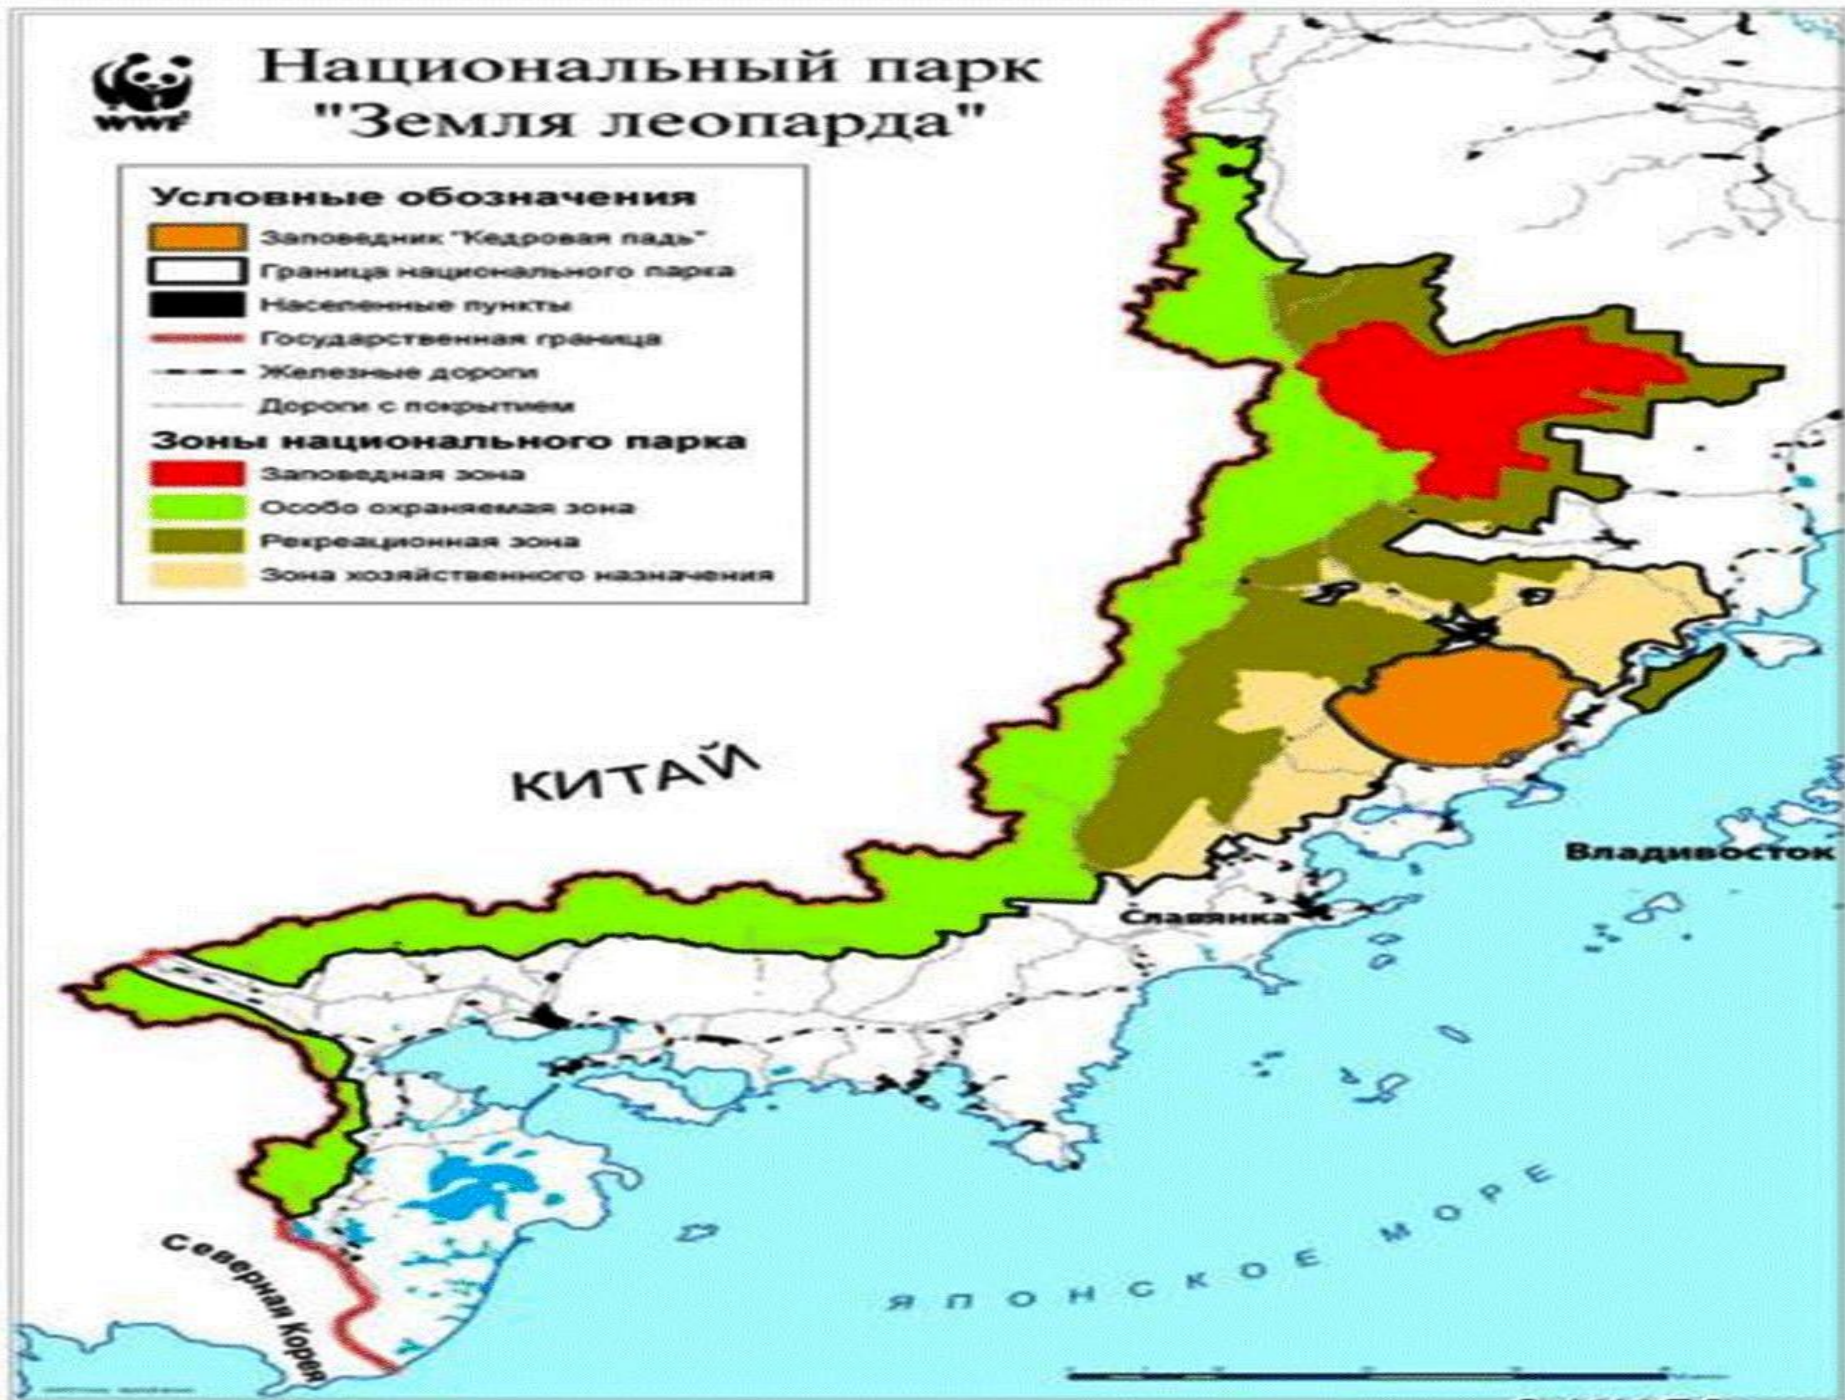 Национальный парк
"Земля леопарда"
WWF
Условные обозначения
Заповедник "Кедровая падь"
Граница национального парка
Населенные пункты
Государственная граница
Железные дороги
Дороги с покрытием
Зоны национального парка
Заповедная зона
Особо охраняемая зона
Рекреационная зона
Зона хозяйственного назначения
КИТАЙ
Владивосток
Славянка
ЯПОНСКОЕ МОРЕ
Северная Корея